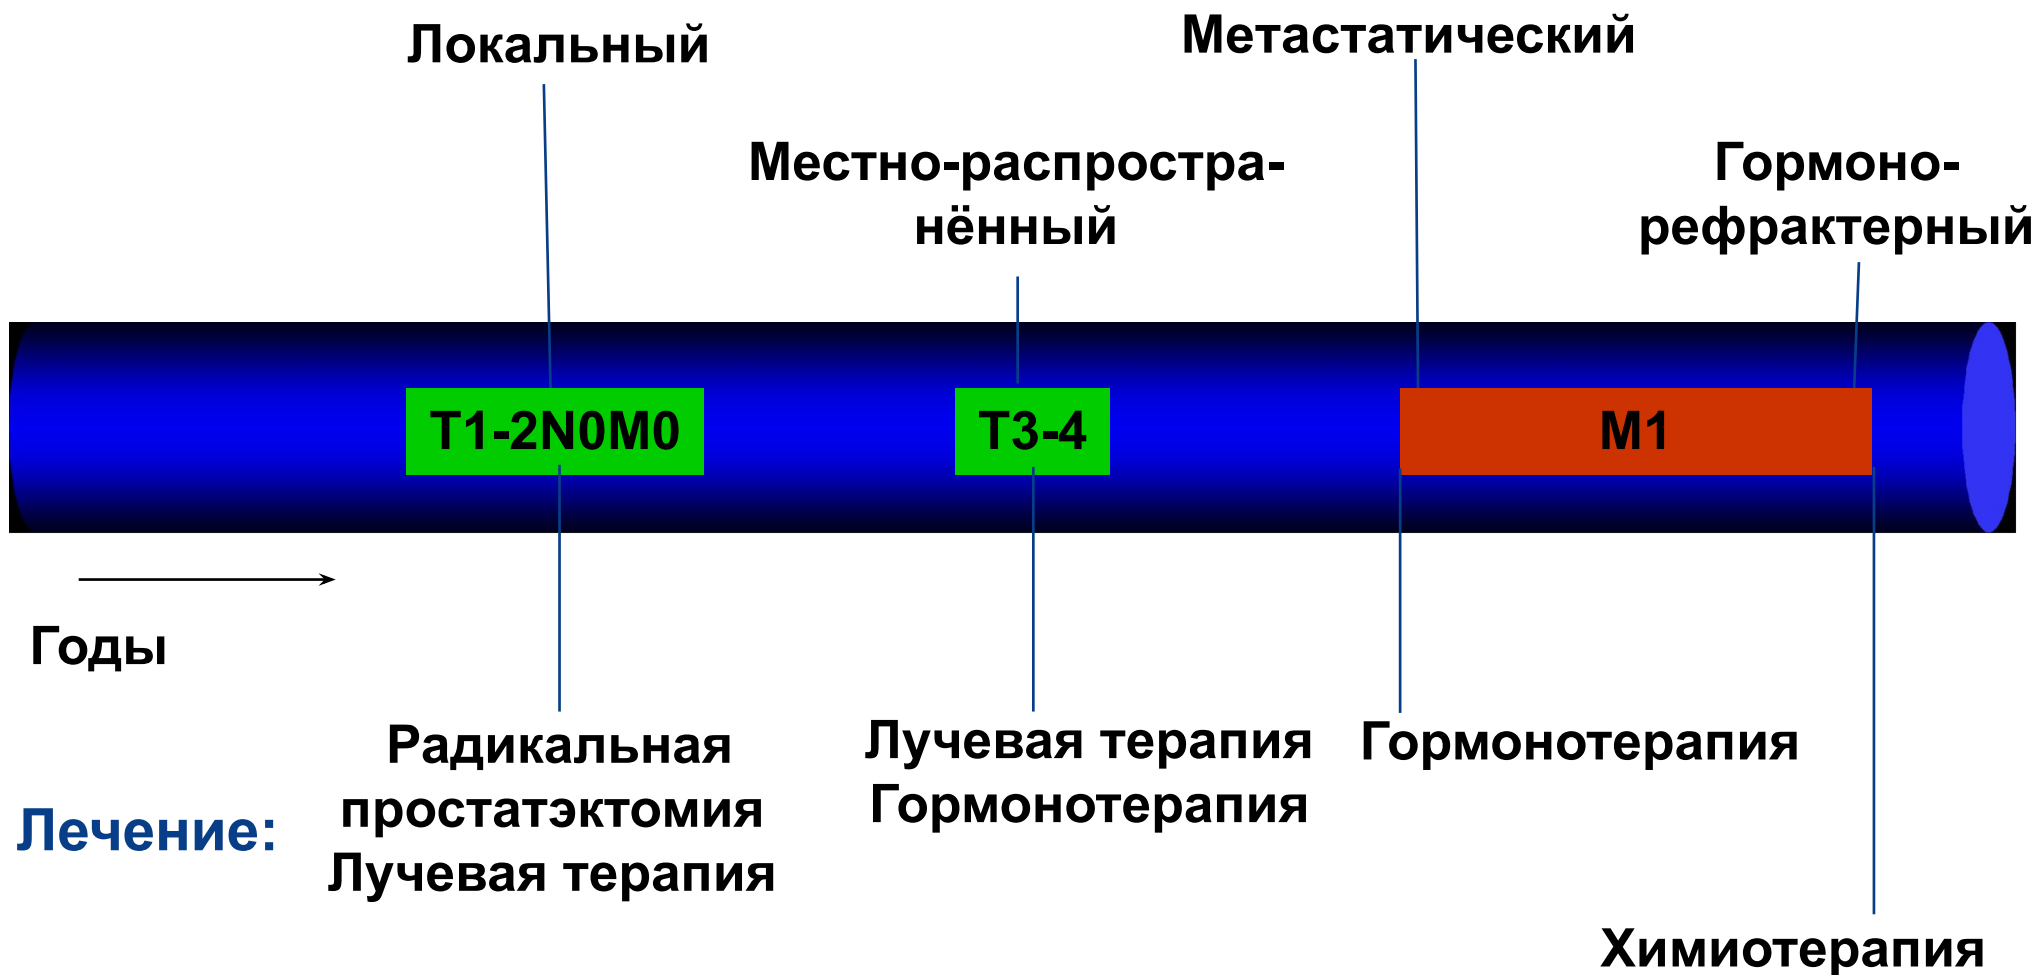 Локальный
Метастатический
Местно-распростра-
нённый
Гормоно-
рефрактерный
T1-2N0M0
T3-4
M1
Годы
Лечение:
Радикальная
простатэктомия
Лучевая терапия
Лучевая терапия
Гормонотерапия
Гормонотерапия
Химиотерапия